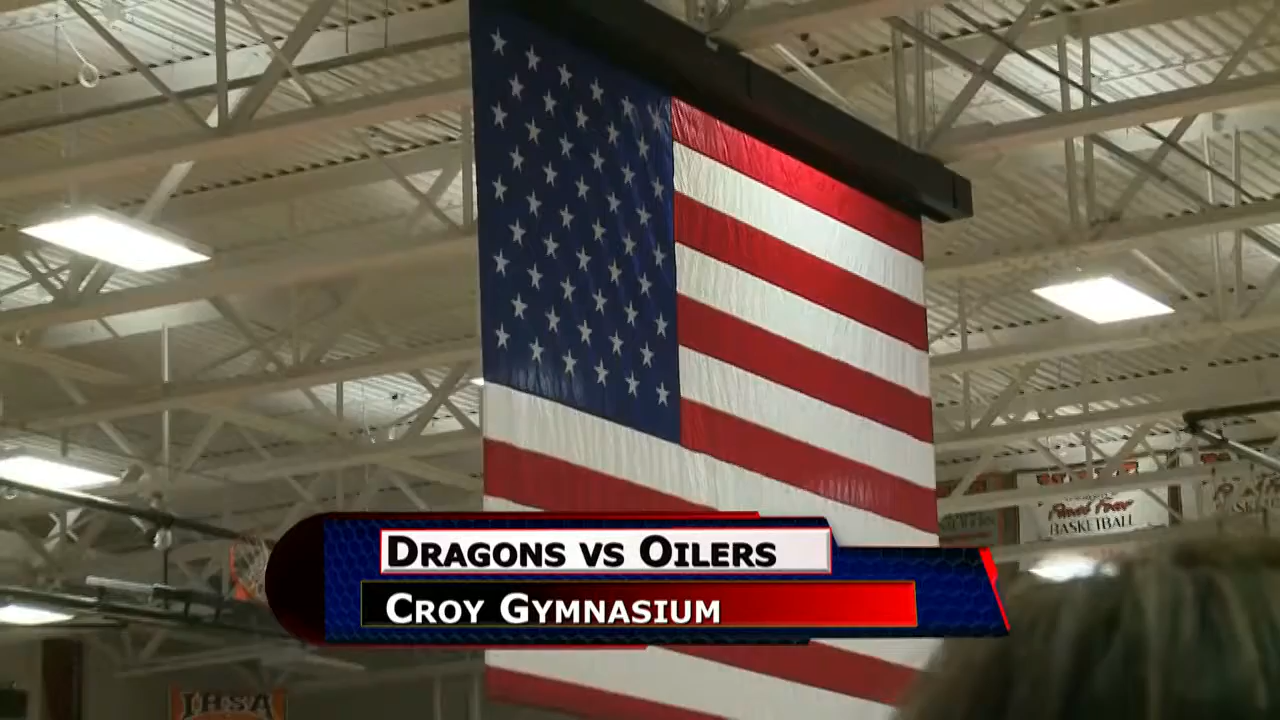 Final Four
BASKETBALL
DRAGONS VS OILERS
CROY GYMNASIUM
IHSA